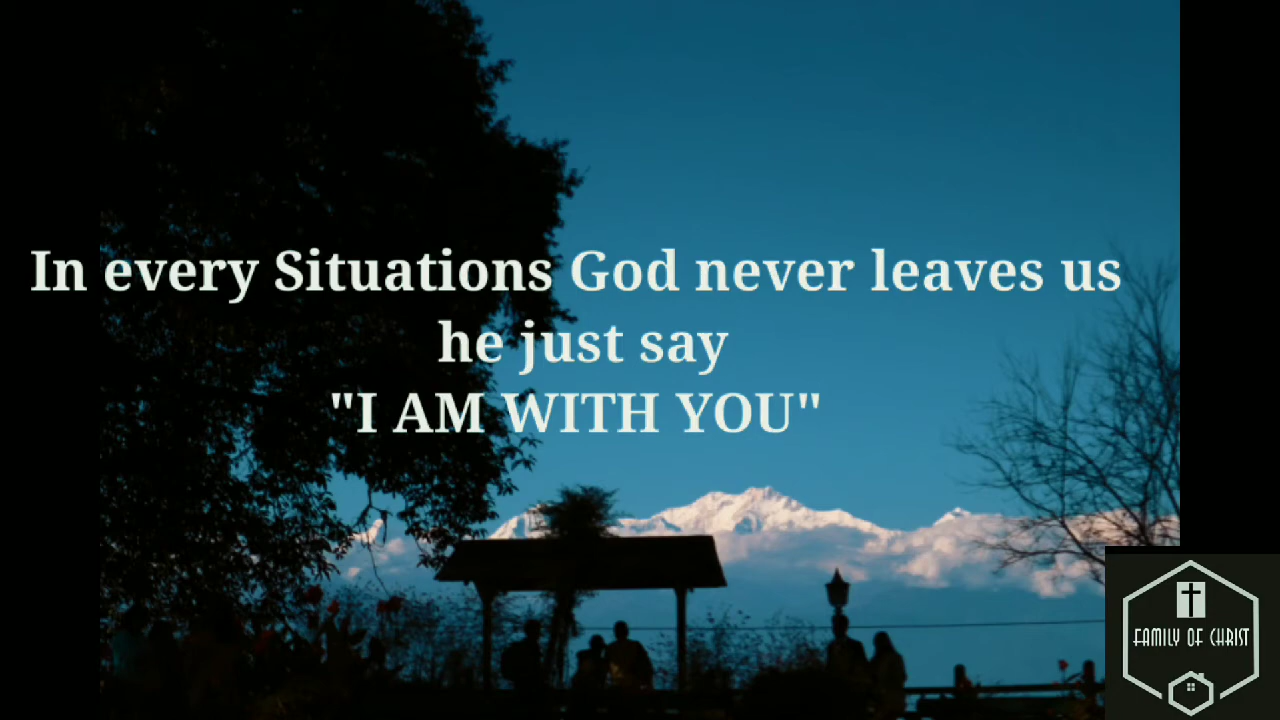 In every Situations God never leaves us
he just say
"I AM WITH YOU"
FAMILY OF CHRIST